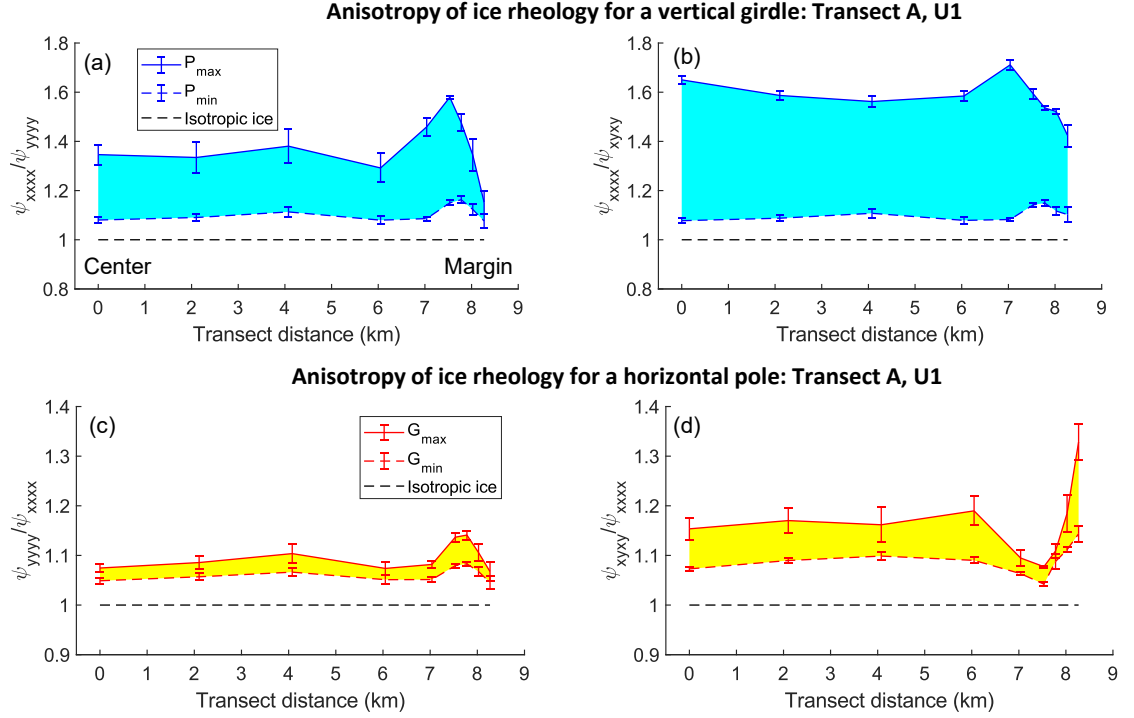 Anisotropy of ice rheology for a vertical girdle: Transect A, U1
(a)
P_max
P_min
Isotropic ice
ψ_xxxx/ψ_yyyy
1.8
1.6
1.4
1.2
1
0.8
Center
Margin
0 1 2 3 4 5 6 7 8 9
Transect distance (km)
(b)
ψ_xxxx/ψ_xyxy
1.8
1.6
1.4
1.2
1
0.8
0 1 2 3 4 5 6 7 8 9
Transect distance (km)
Anisotropy of ice rheology for a horizontal pole: Transect A, U1
(c)
G_max
G_min
Isotropic ice
ψ_yyyy/ψ_xxxx
1.4
1.3
1.2
1.1
1
0.9
0 1 2 3 4 5 6 7 8 9
Transect distance (km)
(d)
ψ_xyxy/ψ_xxxx
1.4
1.3
1.2
1.1
1
0.9
0 1 2 3 4 5 6 7 8 9
Transect distance (km)